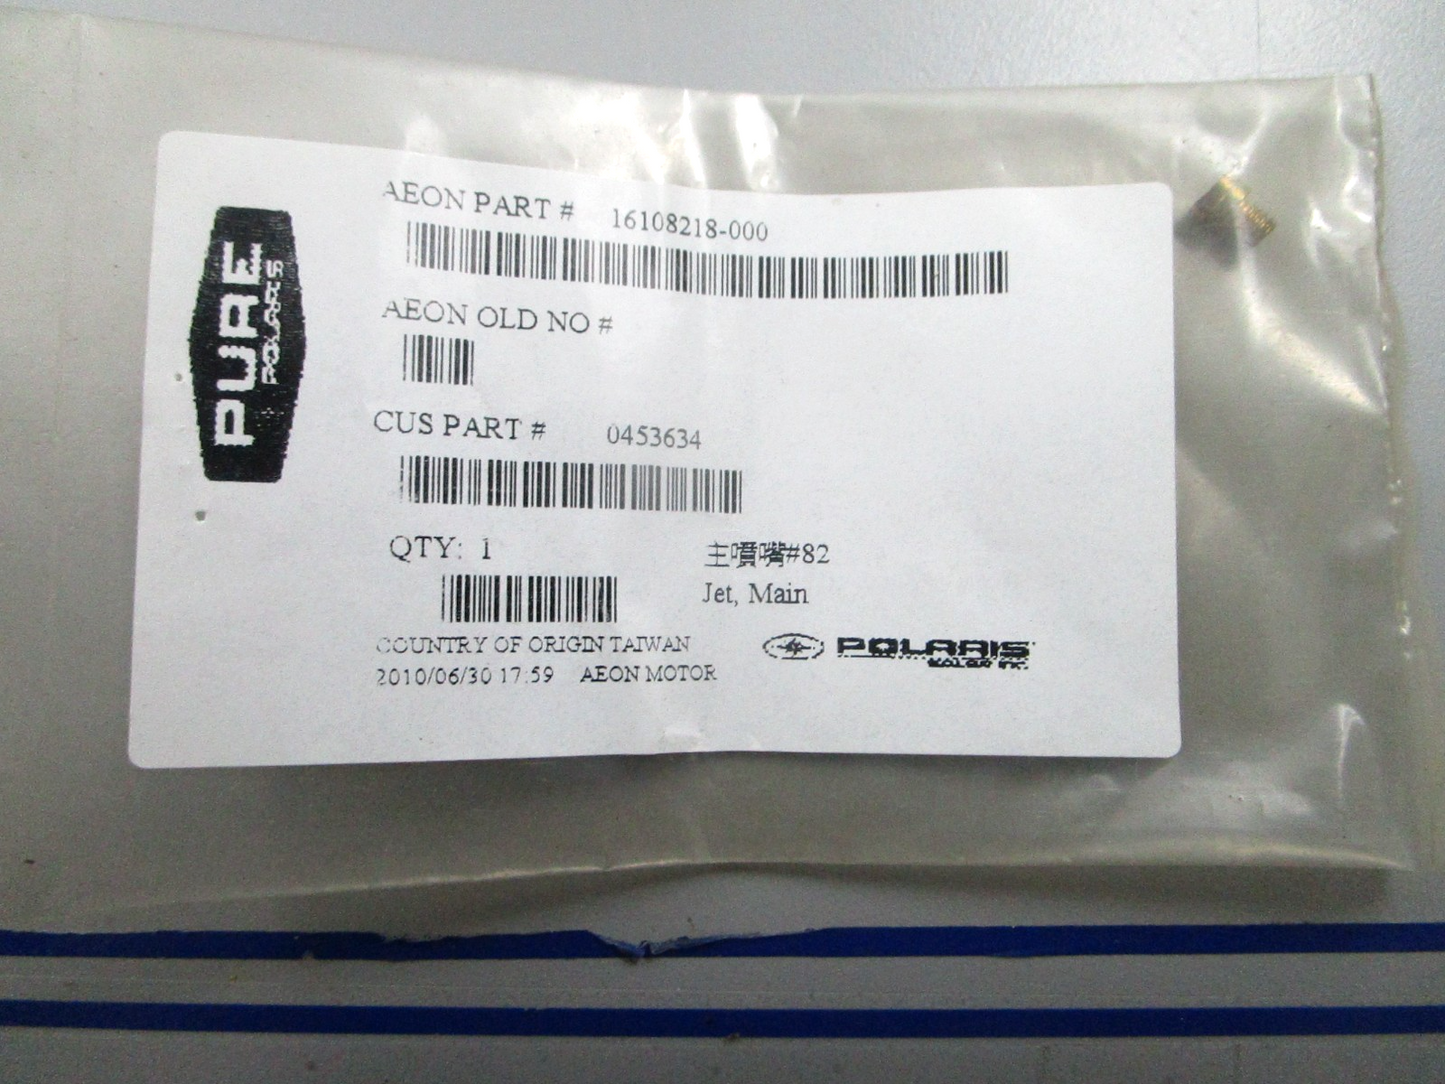 PURE
POLARIS
AEON PART # 16108218-000
AEON OLD NO #
CUS PART # 0453634
QTY: 1
主噴嘴#82
Jet, Main
COUNTRY OF ORIGIN TAIWAN
2010/06/30 17:59 AEON MOTOR
POLARIS